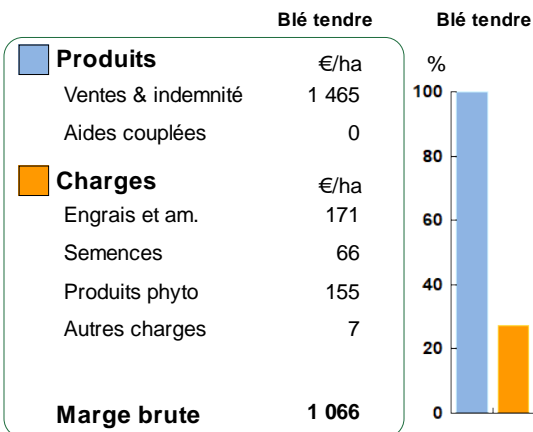 Blé tendre Blé tendre
Produits €/ha %
Ventes & indemnité 1 465
Aides couplées 0
Charges €/ha
Engrais et am. 171
Semences 66
Produits phyto 155
Autres charges 7
Marge brute 1 066
100
80
60
40
20
0